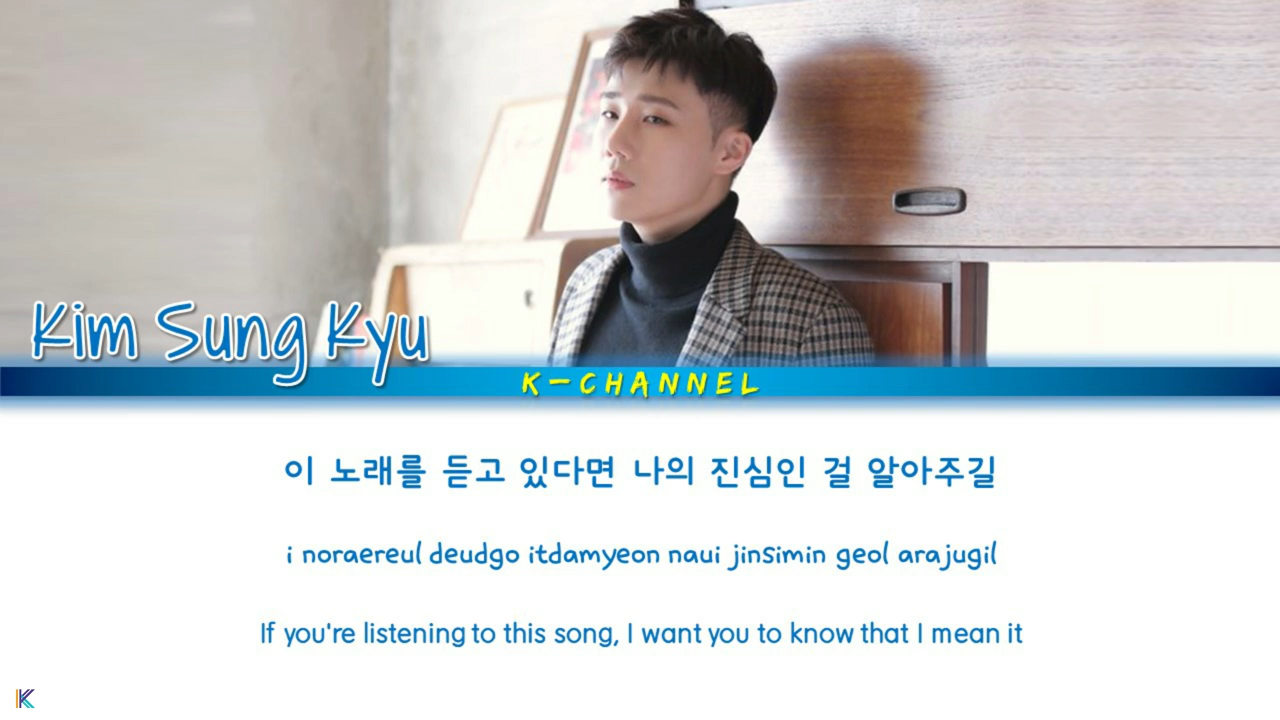 Kim Sung Kyu
K-CHANNEL
이 노래를 듣고 있다면 나의 진심인 걸 알아주길
i noraereul deudgo itdamyeon naui jinsimin geol arajugil
If you're listening to this song, I want you to know that I mean it
K